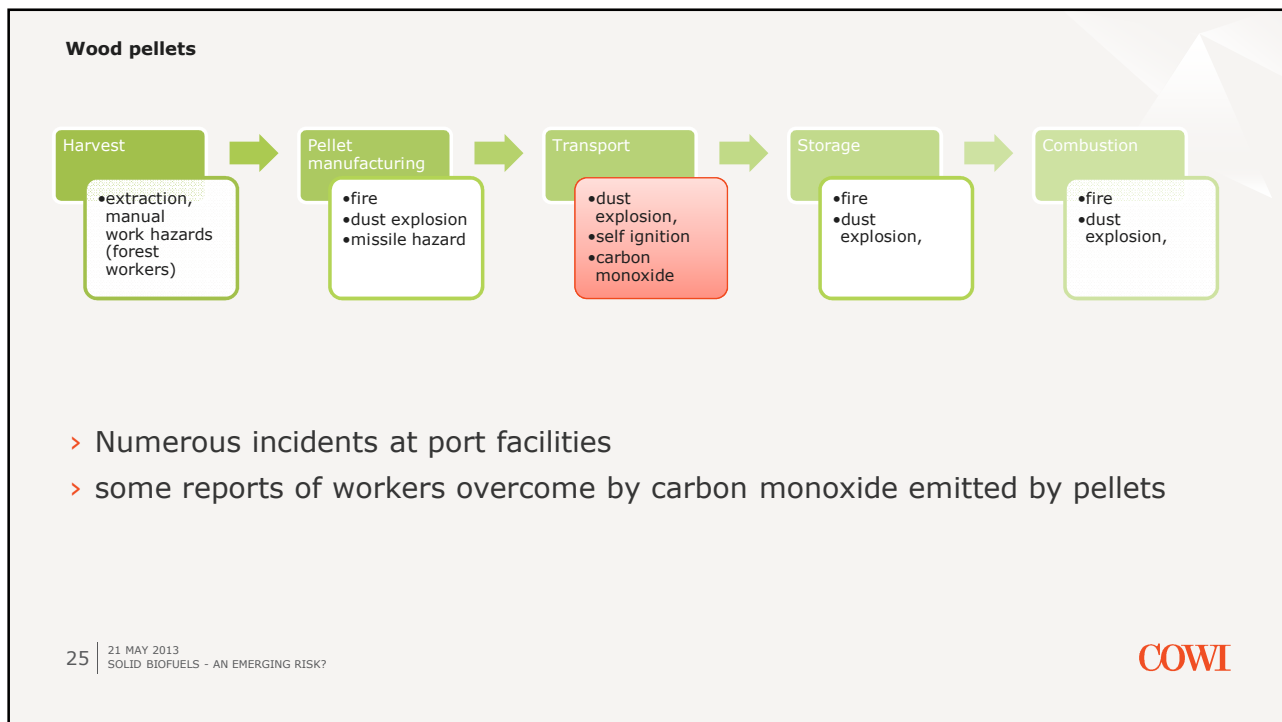 Wood pellets
Harvest
•extraction,
manual
work hazards
(forest
workers)
Pellet
manufacturing
•fire
•dust explosion
•missile hazard
Transport
•dust
explosion,
•self ignition
•carbon
monoxide
Storage
•fire
•dust
explosion,
Combustion
•fire
•dust
explosion,
› Numerous incidents at port facilities
› some reports of workers overcome by carbon monoxide emitted by pellets
25
21 MAY 2013
SOLID BIOFUELS - AN EMERGING RISK?
COWI